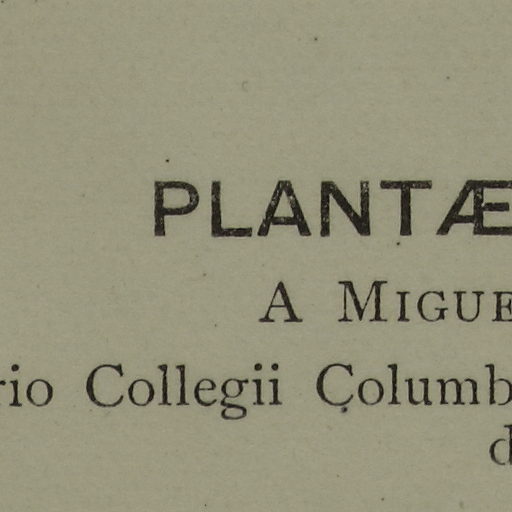 PLANTÆ
A MIGUE
rio Collegii Columb
d